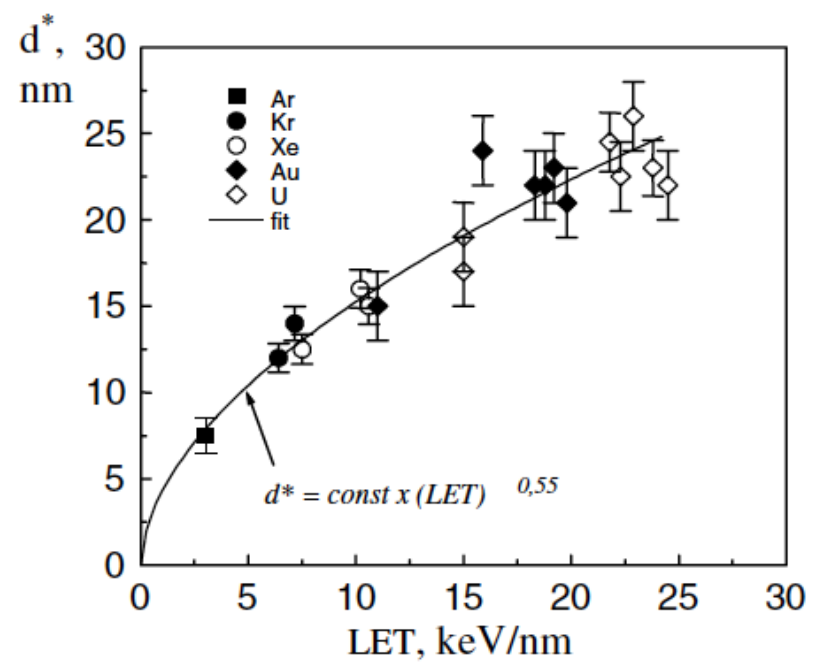 d*,
nm
30
25
20
15
10
5
0
Ar
Kr
Xe
Au
U
fit
d* = const x (LET) 0,55
0 5 10 15 20 25 30
LET, keV/nm